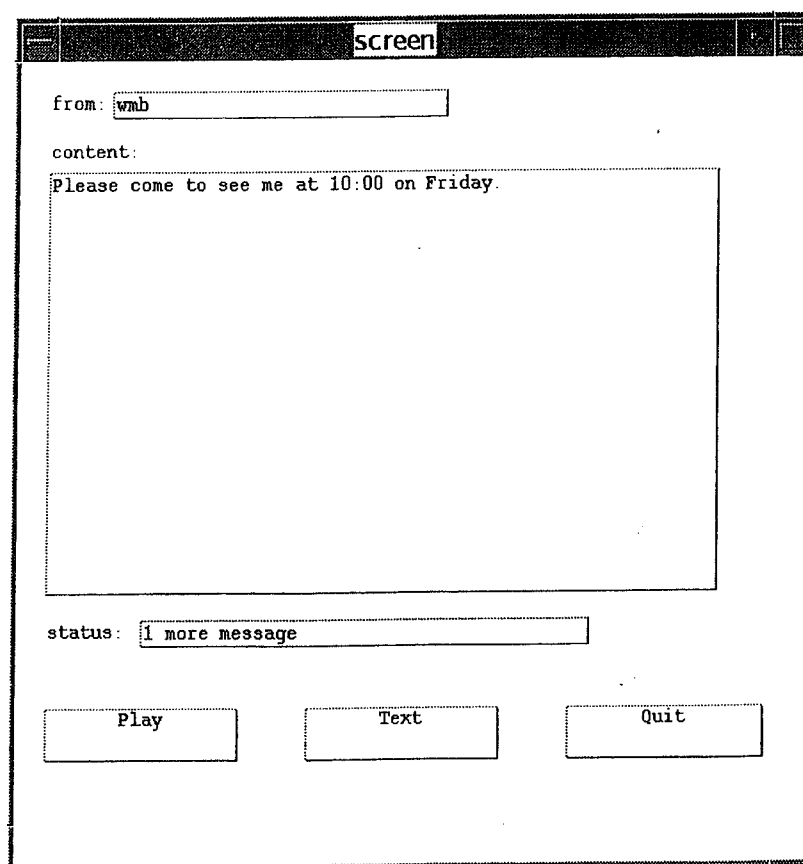 screen
from: wmb
content:
Please come to see me at 10:00 on Friday.
status: 1 more message
Play Text Quit